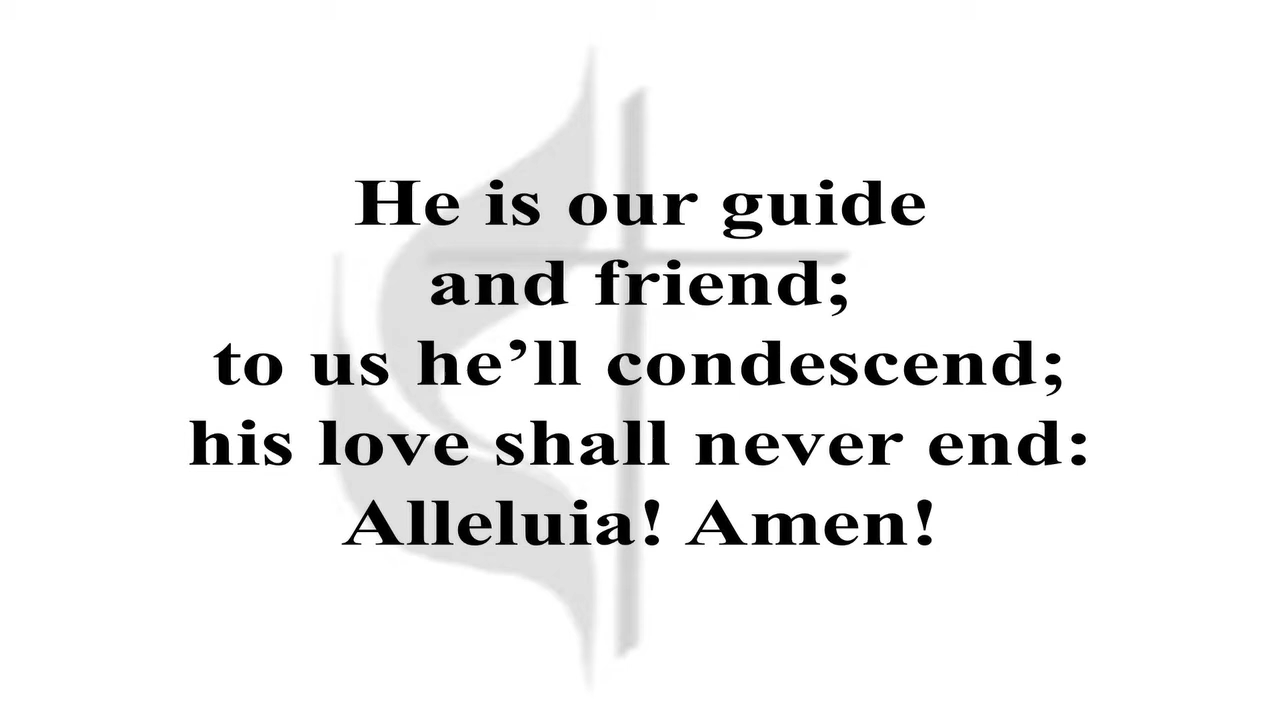 He is our guide
and friend;
to us he’ll condescend;
his love shall never end:
Alleluia! Amen!